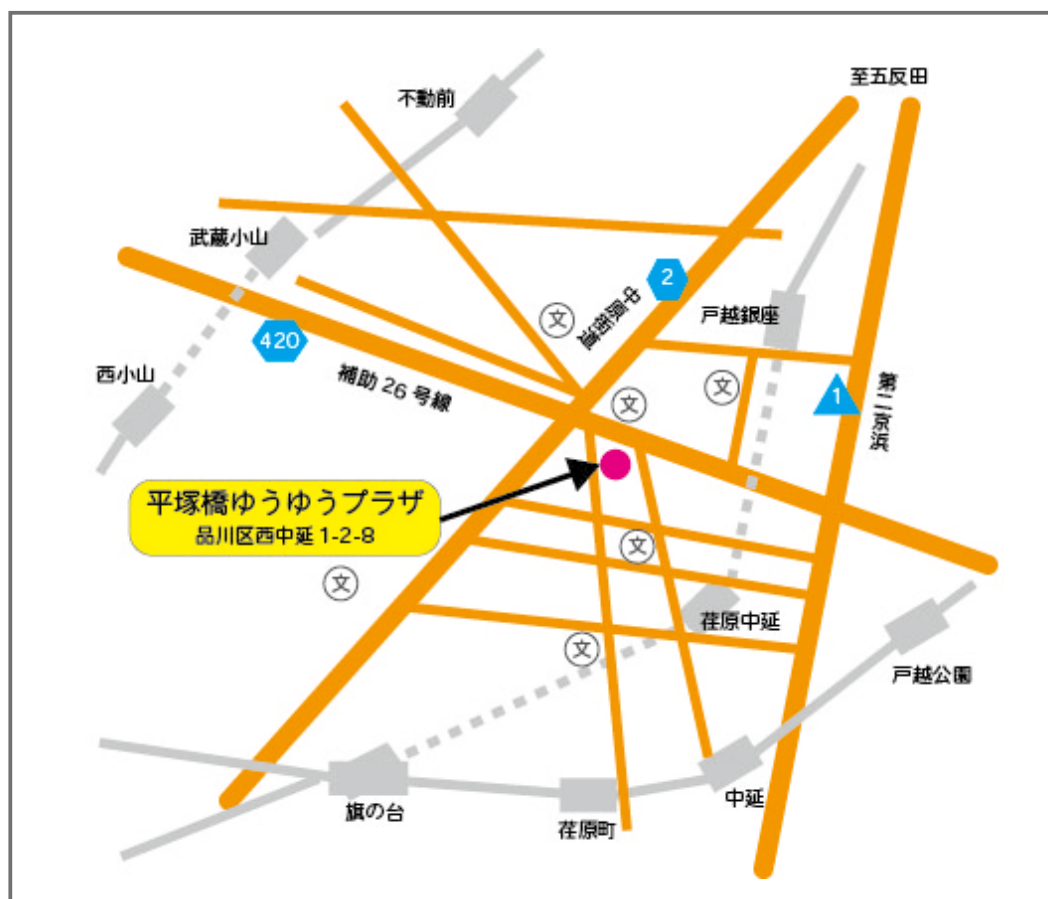 至五反田
不動前
武蔵小山
2
中原街道
戸越銀座
文
420
西小山
補助 26 号線
文
文
1
第二京浜
平塚橋ゆうゆうプラザ
品川区西中延 1-2-8
文
文
荏原中延
文
戸越公園
旗の台
荏原町
中延